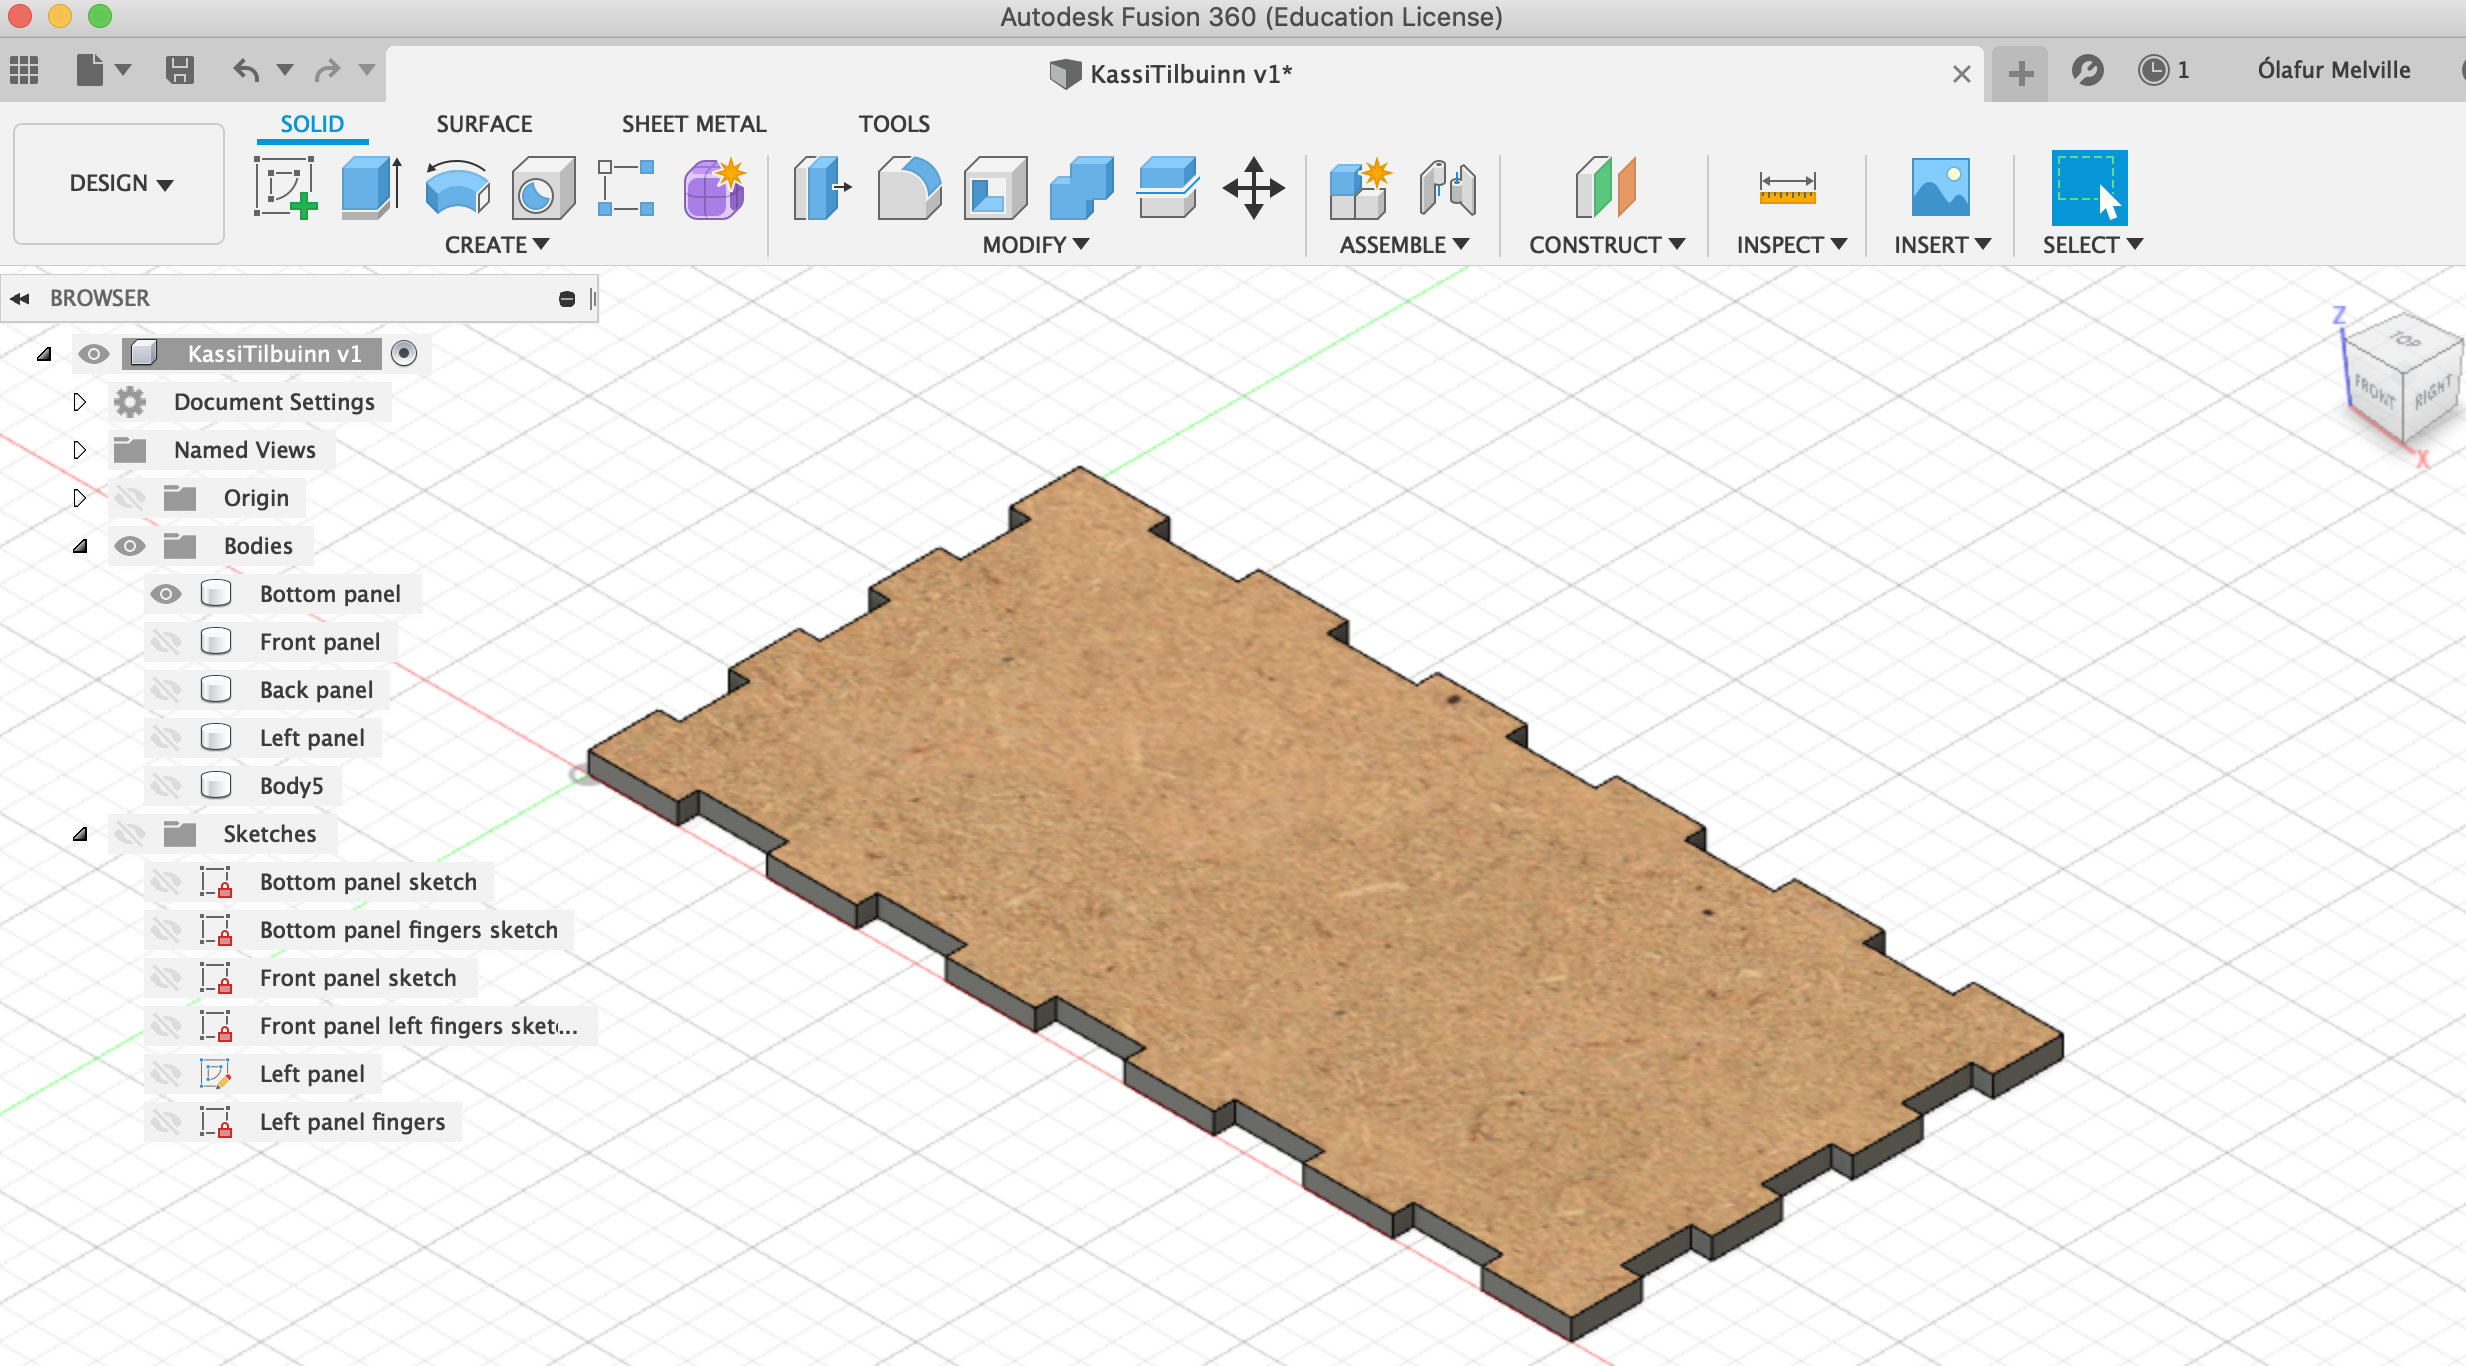 Autodesk Fusion 360 (Education License)
KassiTilbuinn v1*
1
Ólafur Melville
DESIGN
SOLID
SURFACE
SHEET METAL
TOOLS
CREATE
MODIFY
ASSEMBLE
CONSTRUCT
INSPECT
INSERT
SELECT
BROWSER
KassiTilbuinn v1
Document Settings
Named Views
Origin
Bodies
Bottom panel
Front panel
Back panel
Left panel
Body5
Sketches
Bottom panel sketch
Bottom panel fingers sketch
Front panel sketch
Front panel left fingers sket...
Left panel
Left panel fingers
Z
TOP
FRONT
RIGHT
X